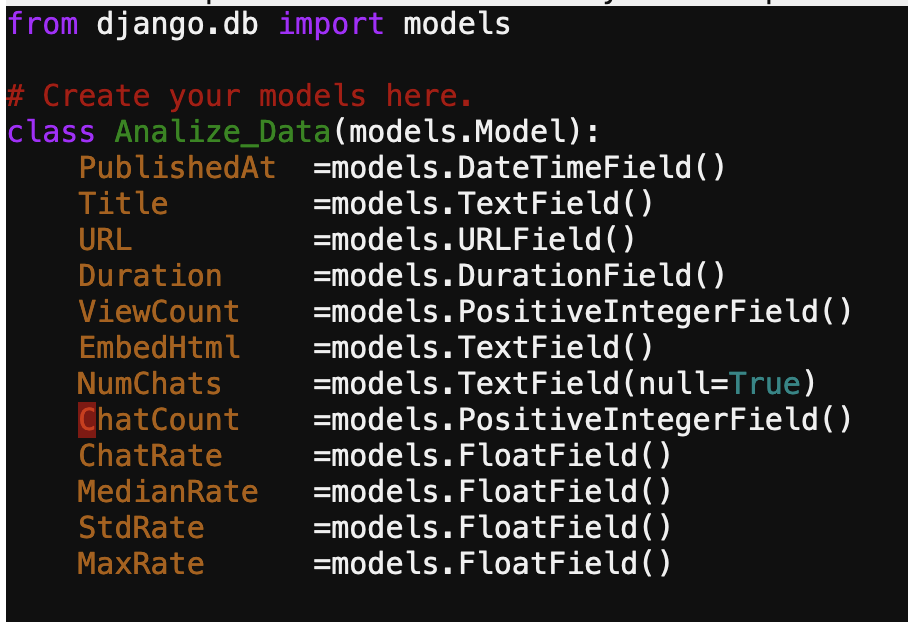 from django.db import models
# Create your models here.
class Analize_Data(models.Model):
    PublishedAt  =models.DateTimeField()
    Title        =models.TextField()
    URL          =models.URLField()
    Duration     =models.DurationField()
    ViewCount    =models.PositiveIntegerField()
    EmbedHtml    =models.TextField()
    NumChats     =models.TextField(null=True)
    ChatCount    =models.PositiveIntegerField()
    ChatRate     =models.FloatField()
    MedianRate   =models.FloatField()
    StdRate      =models.FloatField()
    MaxRate      =models.FloatField()